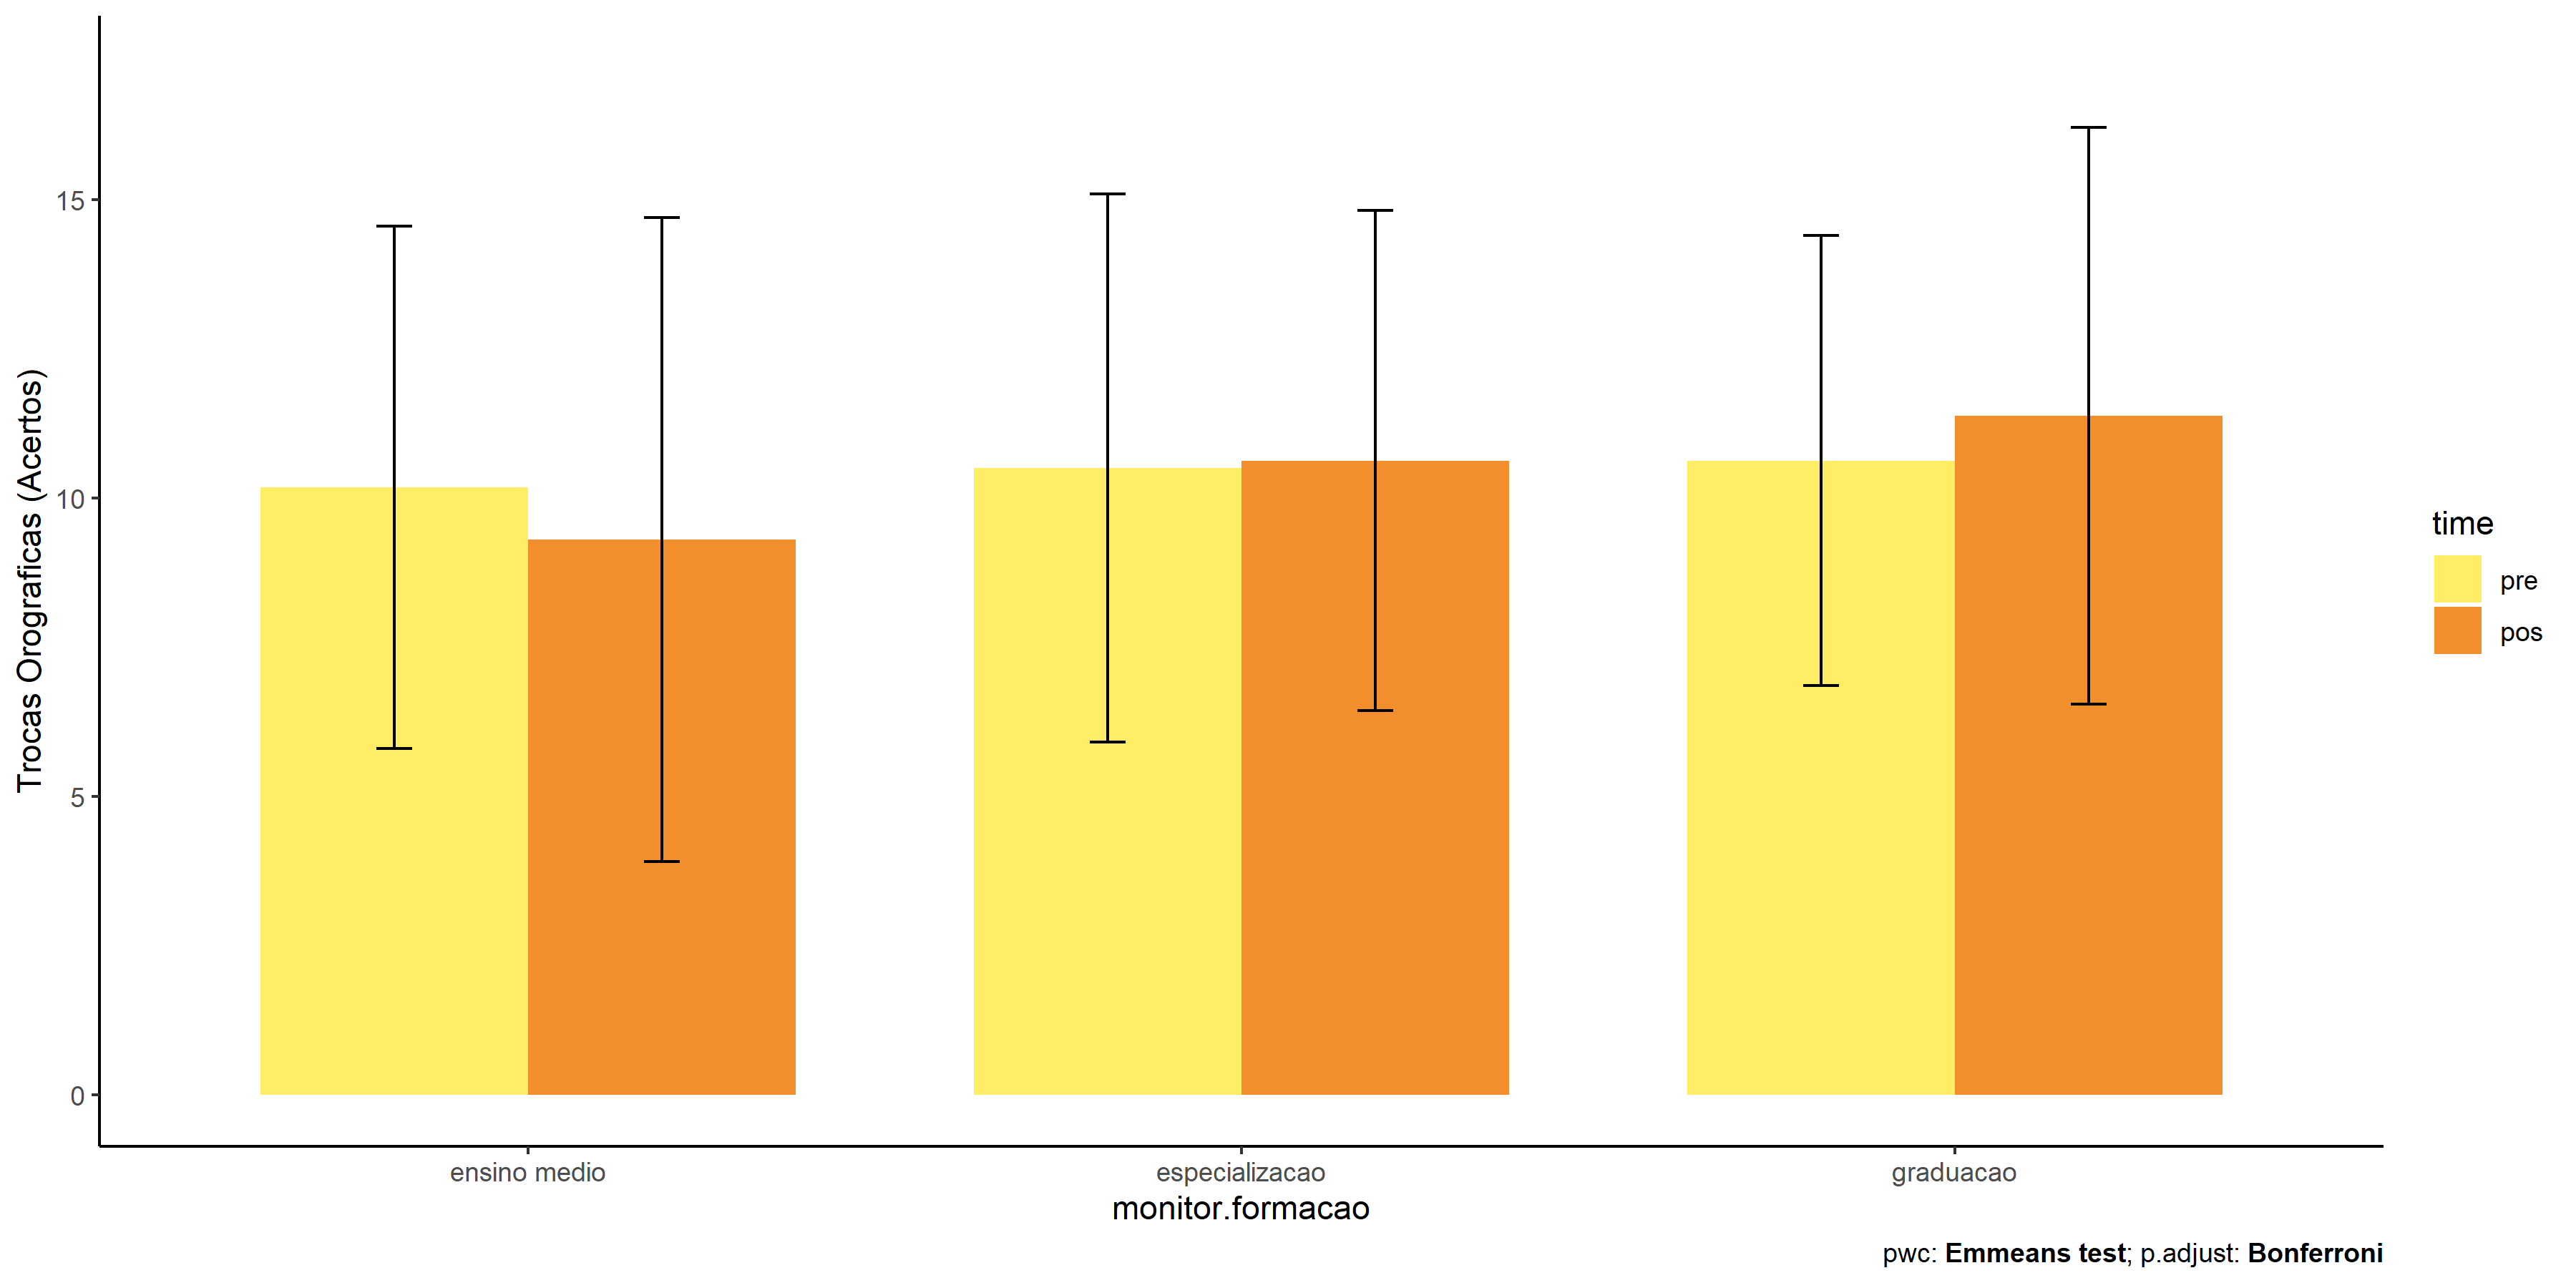 Trocas Orograficas (Acertos)
15
10
5
0
ensino medio
especializacao
graduacao
monitor.formacao
time
pre
pos
pwc: Emmeans test; p.adjust: Bonferroni